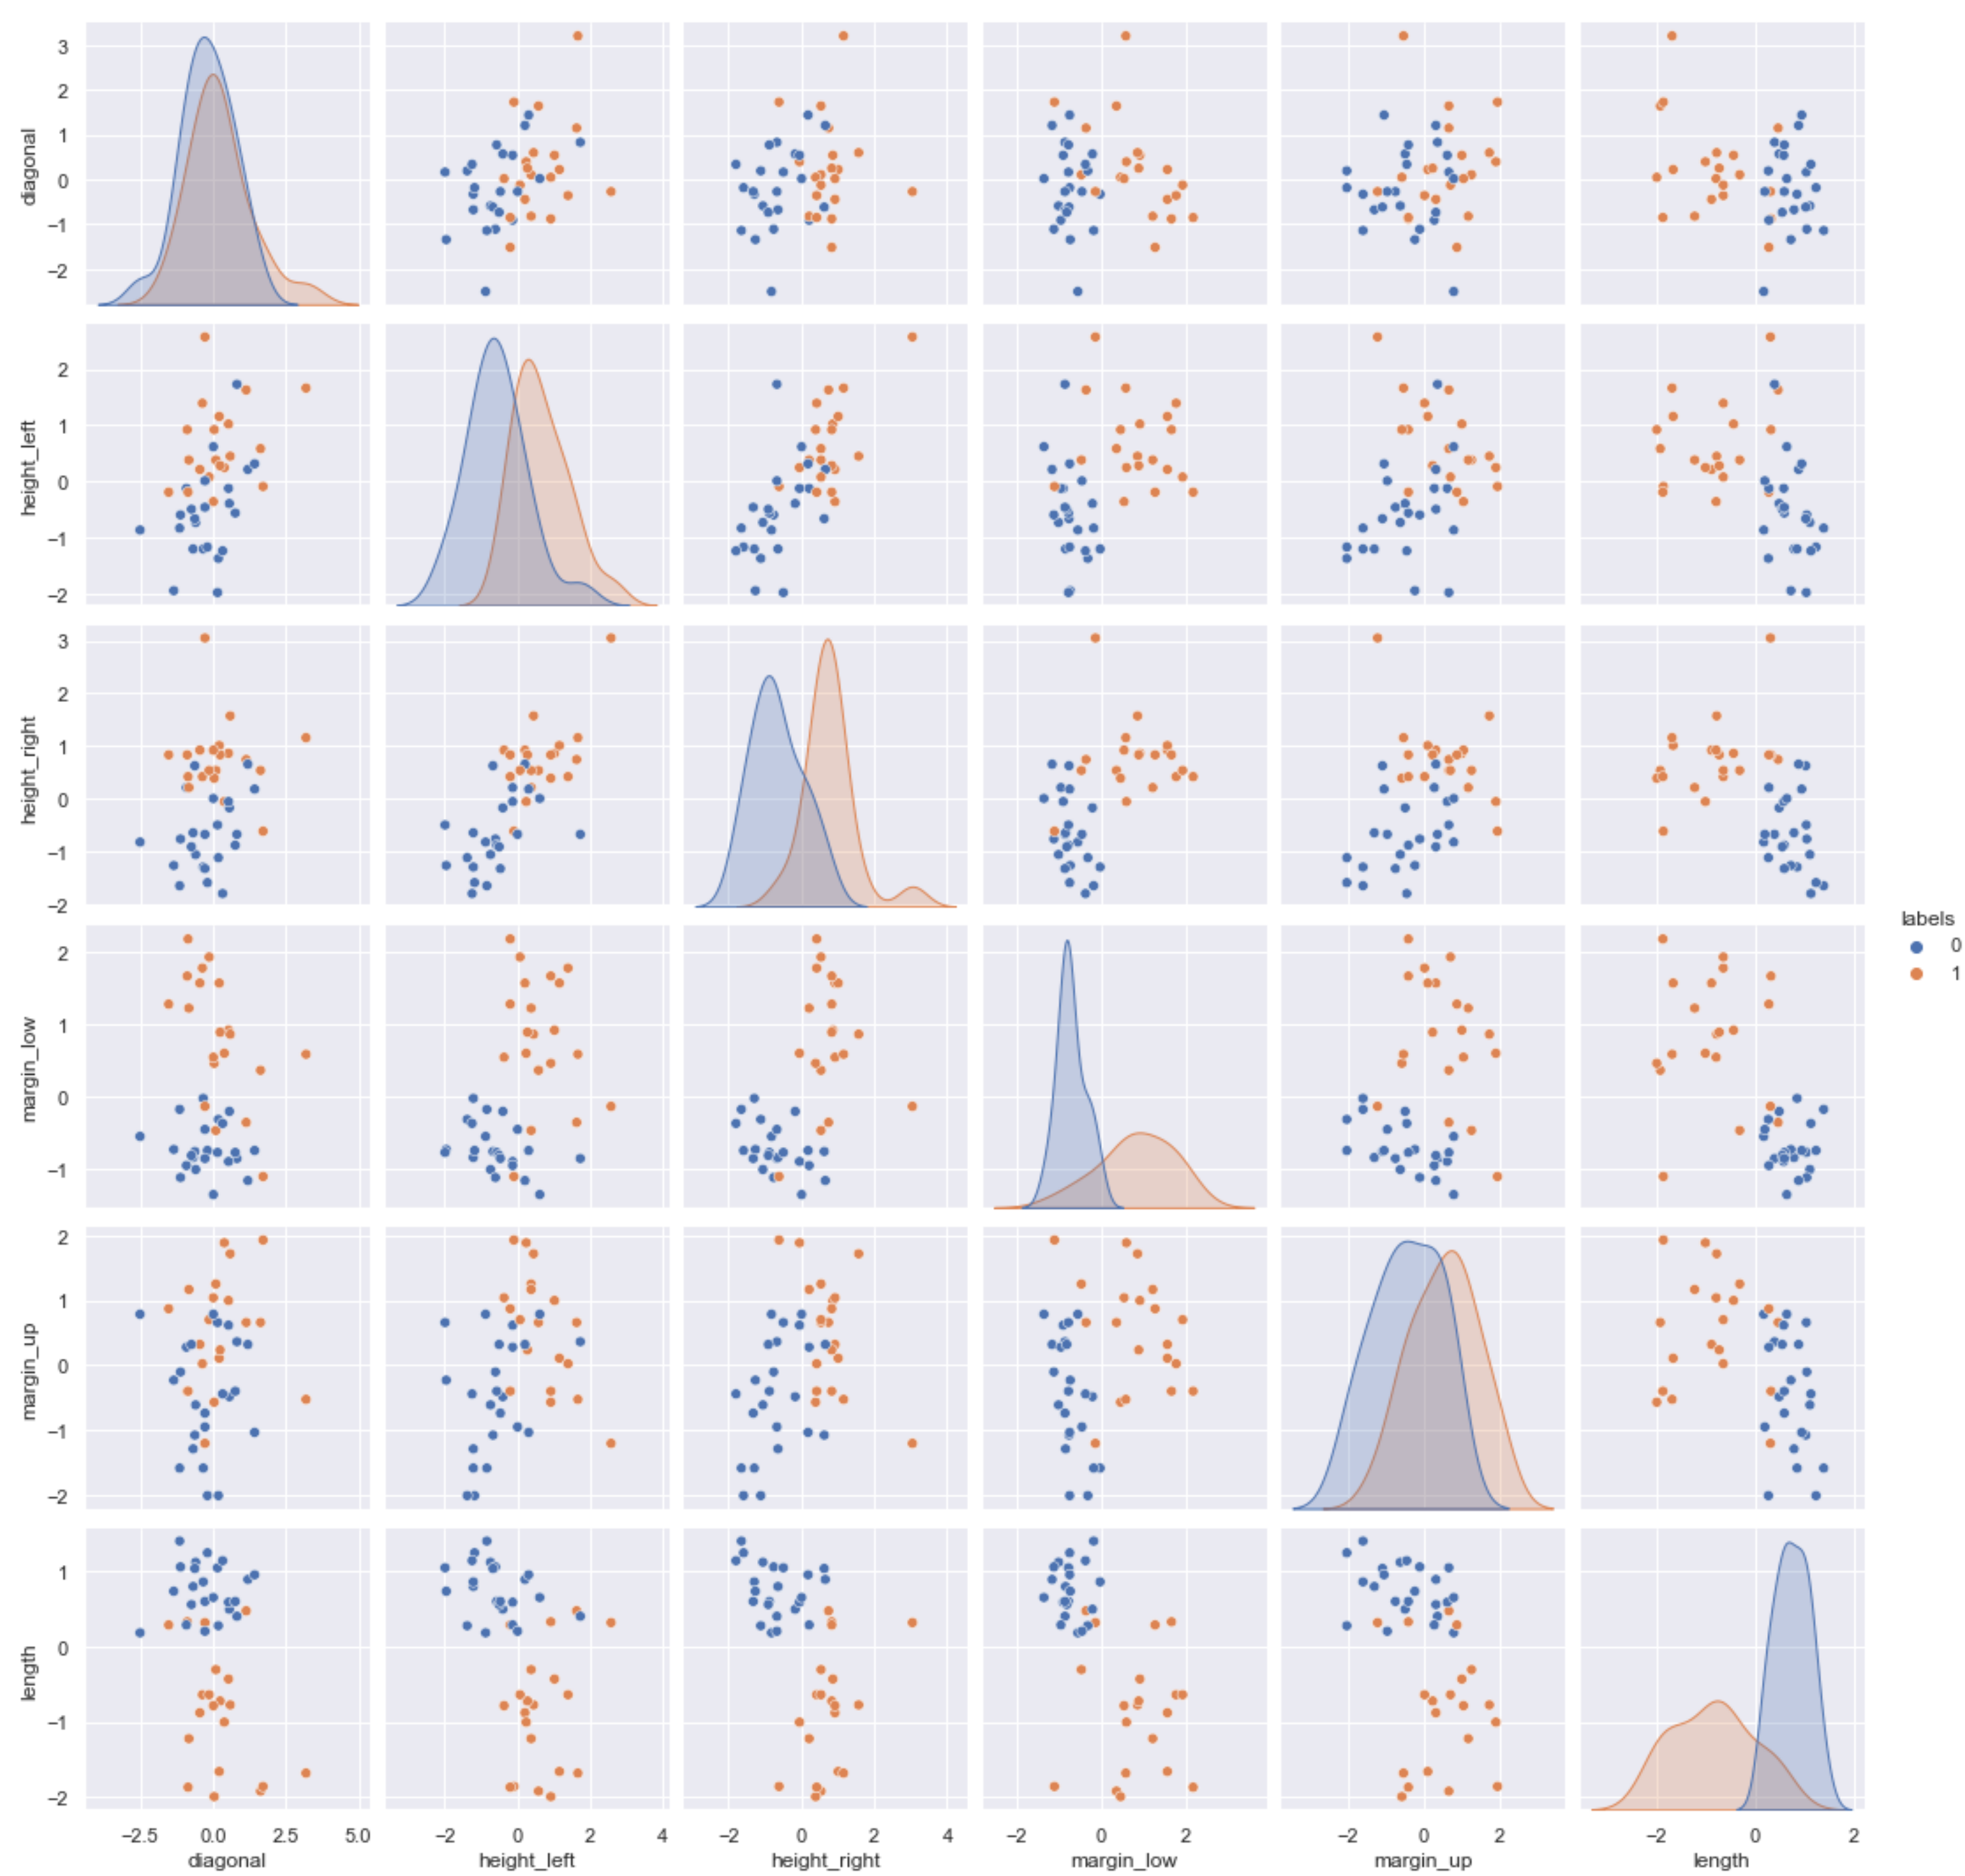 3
2
1
0
−1
−2
diagonal
2
1
0
−1
−2
height_left
3
2
1
0
−1
−2
height_right
2
1
0
−1
margin_low
labels
0
1
2
1
0
−1
−2
margin_up
1
0
−1
−2
length
−2.5 0.0 2.5 5.0
diagonal
−2 0 2 4
height_left
−2 0 2 4
height_right
−2 0 2
margin_low
−2 0 2
margin_up
−2 0 2
length